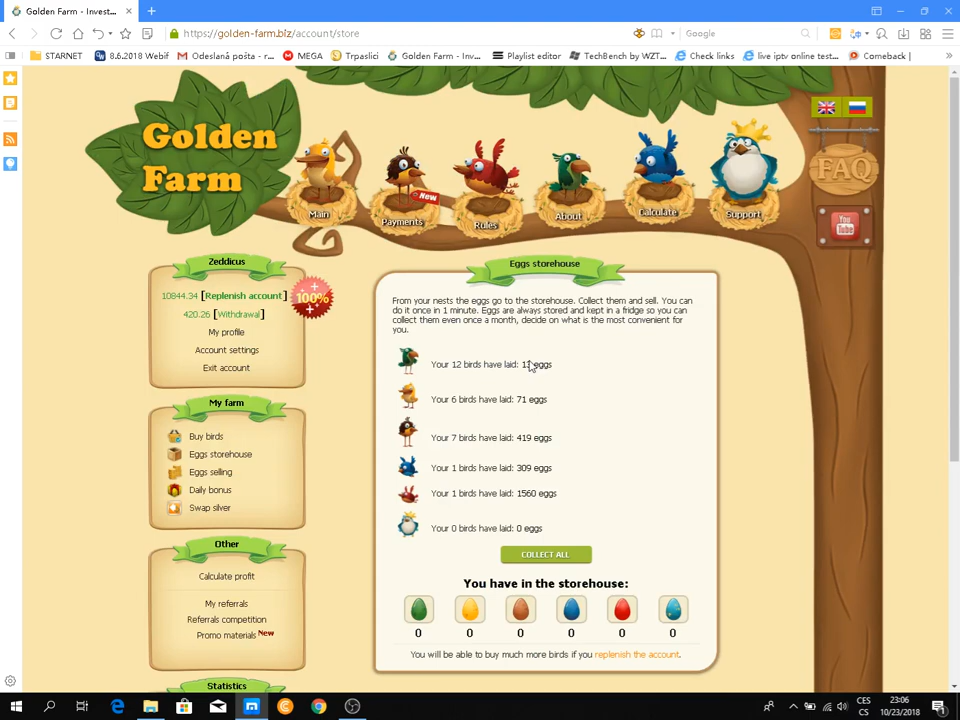 Golden Farm - Invest...
https://golden-farm.biz/account/store
Google
STARNET
8.6.2018 Webif
Odeslaná pošta - r...
MEGA
Trpaslici
Golden Farm - Inv...
Playlist editor
TechBench by WZT...
Check links
live iptv online test...
Comeback |
Golden
Farm
Main
Payments
New
Rules
About
Calculate
Support
FAQ
You
Tube
Zeddicus
10844.34 [Replenish account]
100%
420.26 [Withdrawal]
My profile
Account settings
Exit account
My farm
Buy birds
Eggs storehouse
Eggs selling
Daily bonus
Swap silver
Other
Calculate profit
My referrals
Referrals competition
Promo materials New
Statistics
Eggs storehouse
From your nests the eggs go to the storehouse. Collect them and sell. You can
do it once in 1 minute. Eggs are always stored and kept in a fridge so you can
collect them even once a month, decide on what is the most convenient for
you.
Your 12 birds have laid: eggs
Your 6 birds have laid: 71 eggs
Your 7 birds have laid: 419 eggs
Your 1 birds have laid: 309 eggs
Your 1 birds have laid: 1560 eggs
Your 0 birds have laid: 0 eggs
COLLECT ALL
You have in the storehouse:
0 0 0 0 0 0
You will be able to buy much more birds if you replenish the account.
CES
CS
23:06
10/23/2018
1